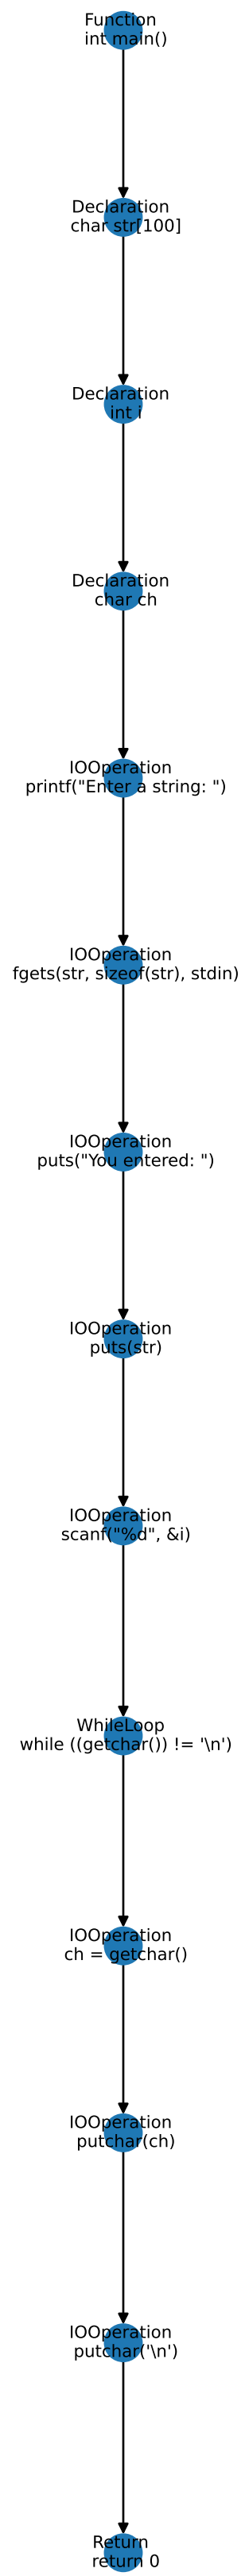 Function
int main()
Declaration
char str[100]
Declaration
int i
Declaration
char ch
IOOperation
printf("Enter a string: ")
IOOperation
fgets(str, sizeof(str), stdin)
IOOperation
puts("You entered: ")
IOOperation
puts(str)
IOOperation
scanf("%d", &i)
WhileLoop
while ((getchar()) != '\n')
IOOperation
ch = getchar()
IOOperation
putchar(ch)
IOOperation
putchar('\n')
Return
return 0